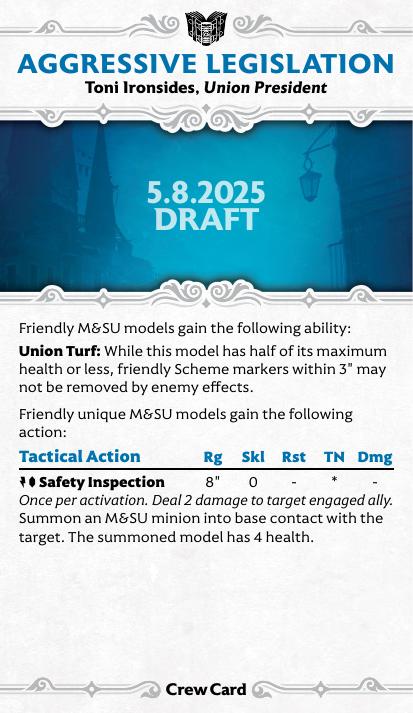 AGGRESSIVE LEGISLATION
Toni Ironsides, Union President
5.8.2025
DRAFT
Friendly M&SU models gain the following ability:
Union Turf: While this model has half of its maximum
health or less, friendly Scheme markers within 3" may
not be removed by enemy effects.
Friendly unique M&SU models gain the following
action:
Tactical Action Rg Skl Rst TN Dmg
Safety Inspection 8" 0 - * -
Once per activation. Deal 2 damage to target engaged ally.
Summon an M&SU minion into base contact with the
target. The summoned model has 4 health.
Crew Card